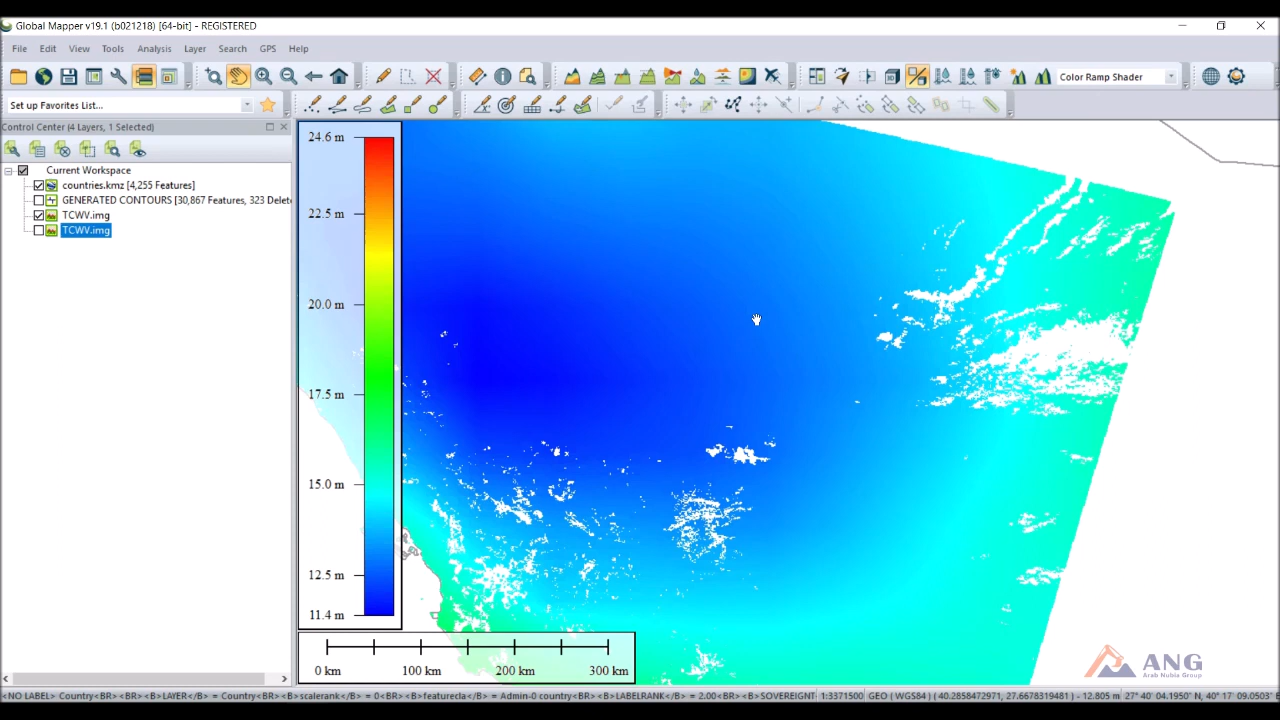 Global Mapper v19.1 (b021218) [64-bit] - REGISTERED
File Edit View Tools Analysis Layer Search GPS Help
Color Ramp Shader
Set up Favorites List...
Control Center (4 Layers, 1 Selected)
Current Workspace
countries.kmz [4,255 Features]
GENERATED CONTOURS [30,867 Features, 323 Delet
TCWV.img
TCWV.img
24.6 m
22.5 m
20.0 m
17.5 m
15.0 m
12.5 m
11.4 m
0 km 100 km 200 km 300 km
ANG
Arab Nubia Group
<NO LABEL> Country<BR> <BR> <B>LAYER</B> = Country<BR> <B>scalerank</B> = 0<BR> <B>featurecla</B> = Admin-0 country<BR> <B>LABELRANK</B> = 2.00<BR> <B>SOVEREIGNT 1:3371500 GEO (WGS84) ( 40.2858472971, 27.6678319481 ) - 12.805 m 27° 40' 04.1950" N, 40° 17' 09.0503" E